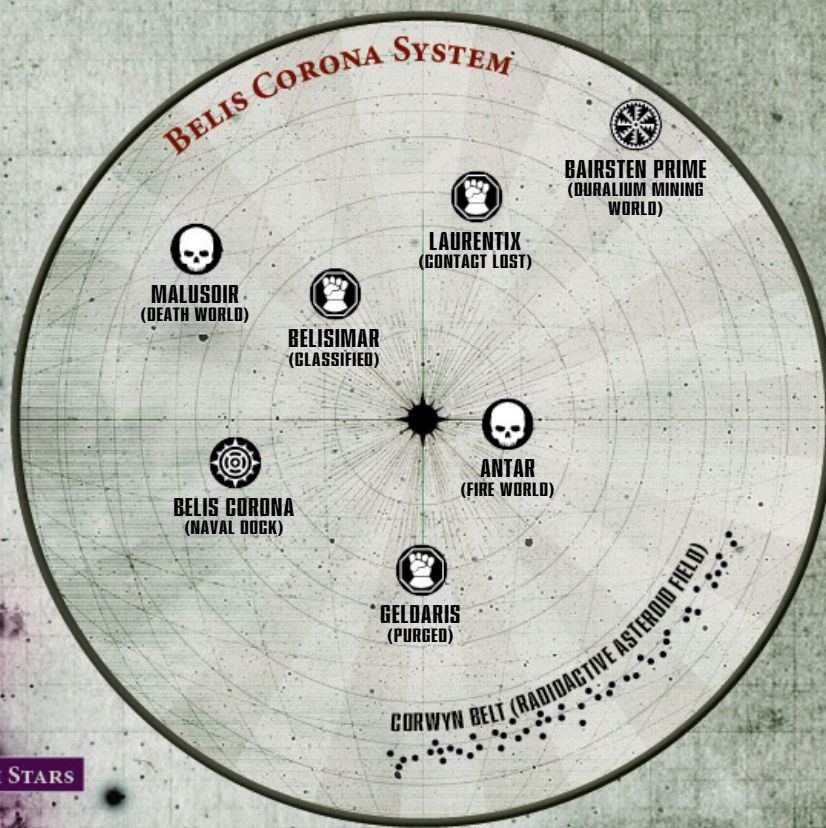 BELIS CORONA SYSTEM
BAIRSTEN PRIME
(DURALIUM MINING
WORLD)
LAURENTIX
(CONTACT LOST)
MALUSOIR
(DEATH WORLD)
BELISIMAR
(CLASSIFIED)
ANTAR
(FIRE WORLD)
BELIS CORONA
(NAVAL DOCK)
GELDARIS
(PURGED)
CORWYN BELT (RADIOACTIVE ASTEROID FIELD)
STARS